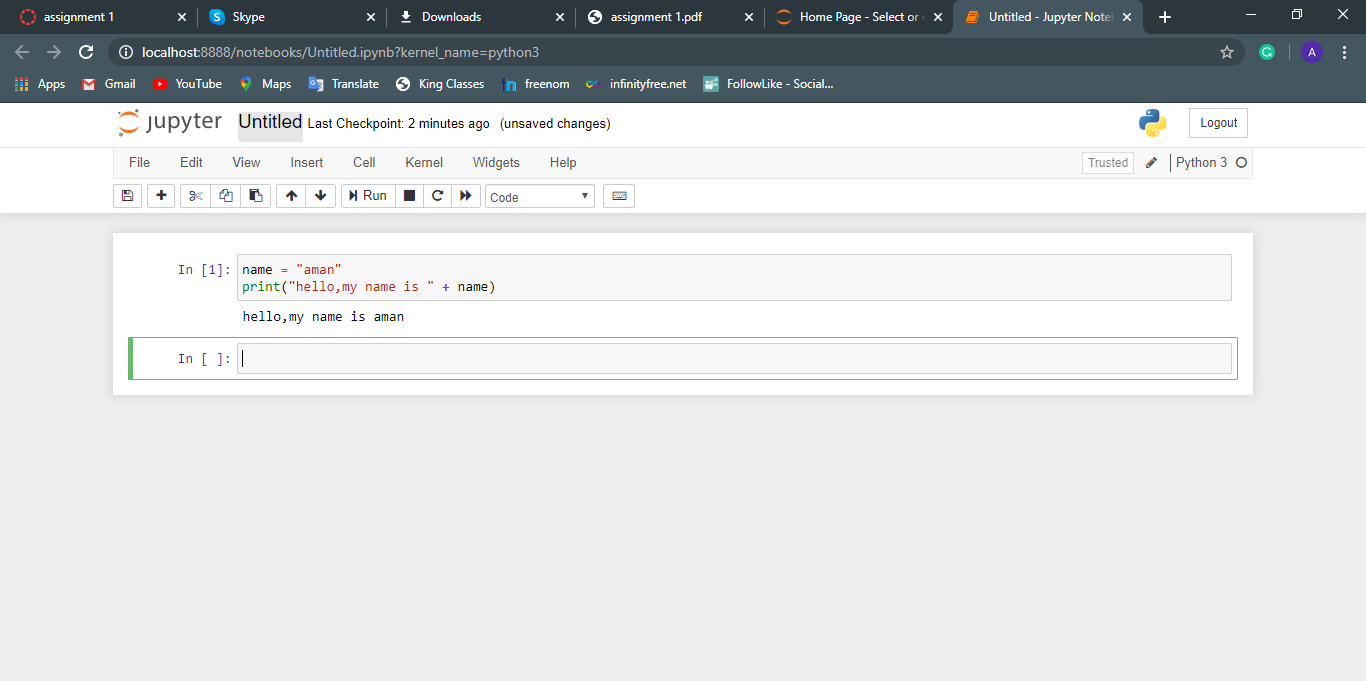 assignment 1
Skype
Downloads
assignment 1.pdf
Home Page - Select or
Untitled - Jupyter Note
localhost:8888/notebooks/Untitled.ipynb?kernel_name=python3
A
Apps
Gmail
YouTube
Maps
Translate
King Classes
freenom
infinityfree.net
FollowLike - Social...
jupyter
Untitled
Last Checkpoint: 2 minutes ago (unsaved changes)
Logout
File Edit View Insert Cell Kernel Widgets Help
Trusted
Python 3
Run
Code
In [1]:
name = "aman"
print("hello,my name is " + name)
hello,my name is aman
In [ ]: